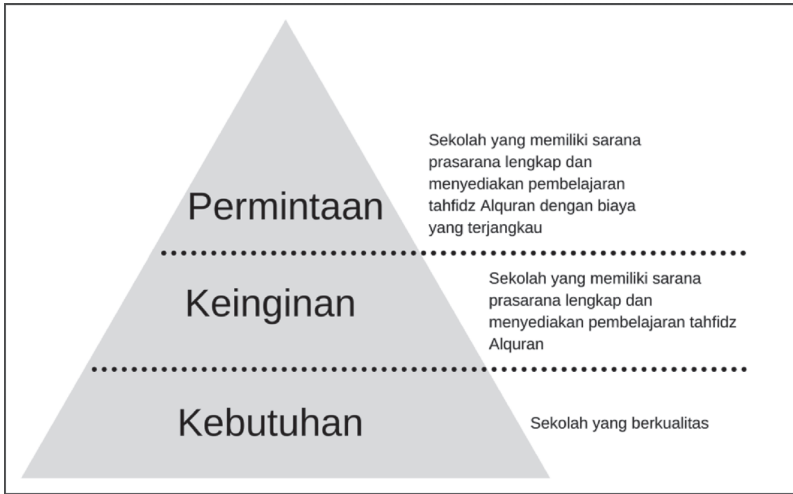 Permintaan
Sekolah yang memiliki sarana
prasarana lengkap dan
menyediakan pembelajaran
tahfidz Alquran dengan biaya
yang terjangkau
Keinginan
Sekolah yang memiliki sarana
prasarana lengkap dan
menyediakan pembelajaran tahfidz
Alquran
Kebutuhan
Sekolah yang berkualitas